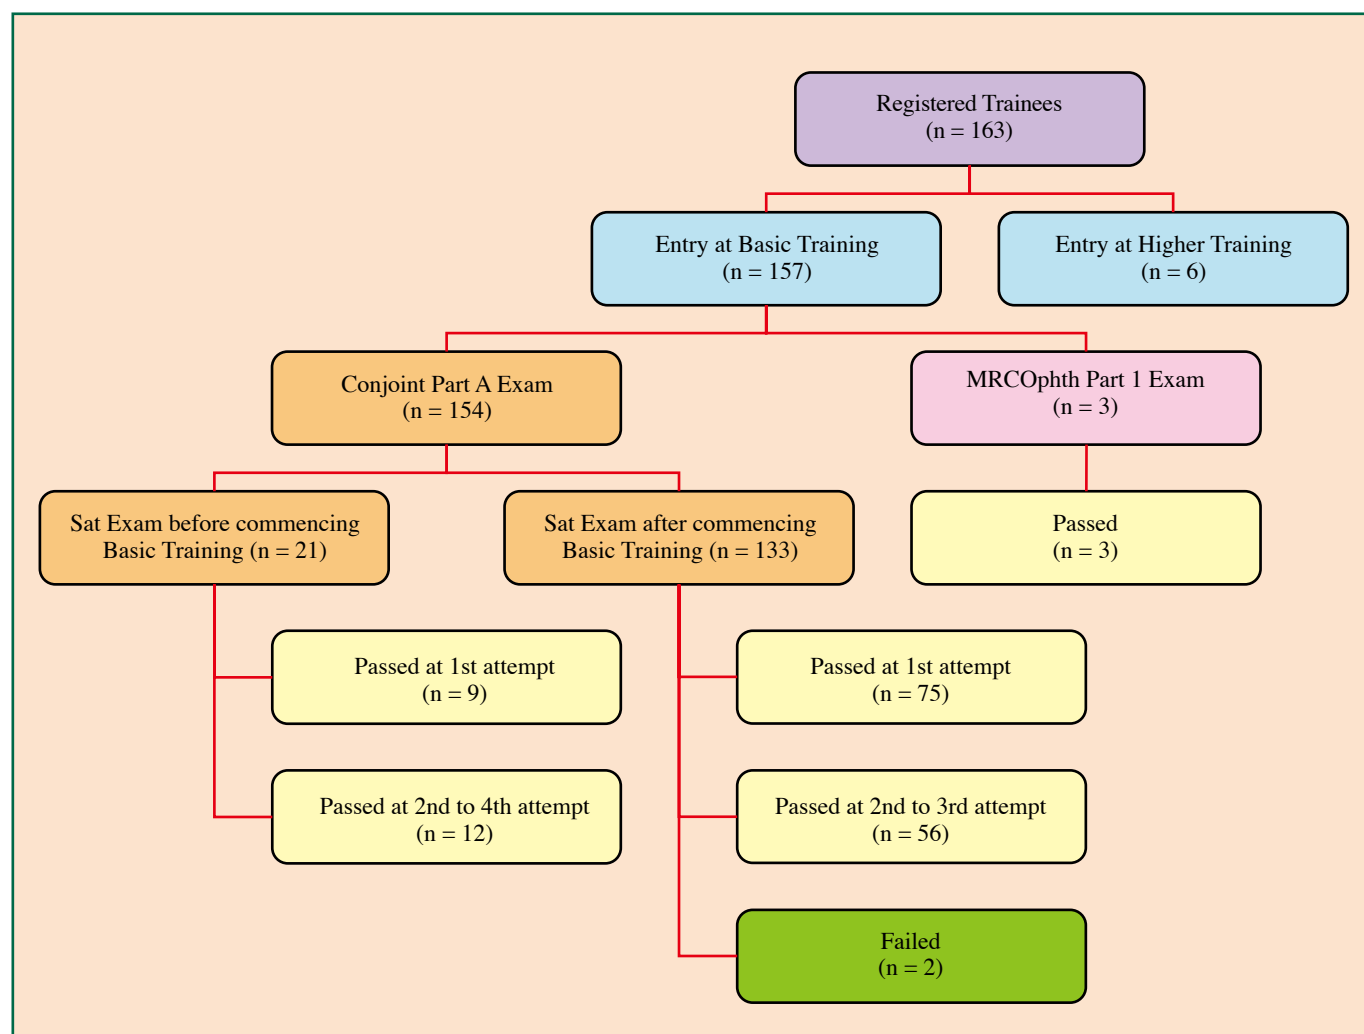 Registered Trainees
(n = 163)
Entry at Basic Training
(n = 157)
Entry at Higher Training
(n = 6)
Conjoint Part A Exam
(n = 154)
MRCOphth Part 1 Exam
(n = 3)
Sat Exam before commencing
Basic Training (n = 21)
Sat Exam after commencing
Basic Training (n = 133)
Passed
(n = 3)
Passed at 1st attempt
(n = 9)
Passed at 1st attempt
(n = 75)
Passed at 2nd to 4th attempt
(n = 12)
Passed at 2nd to 3rd attempt
(n = 56)
Failed
(n = 2)